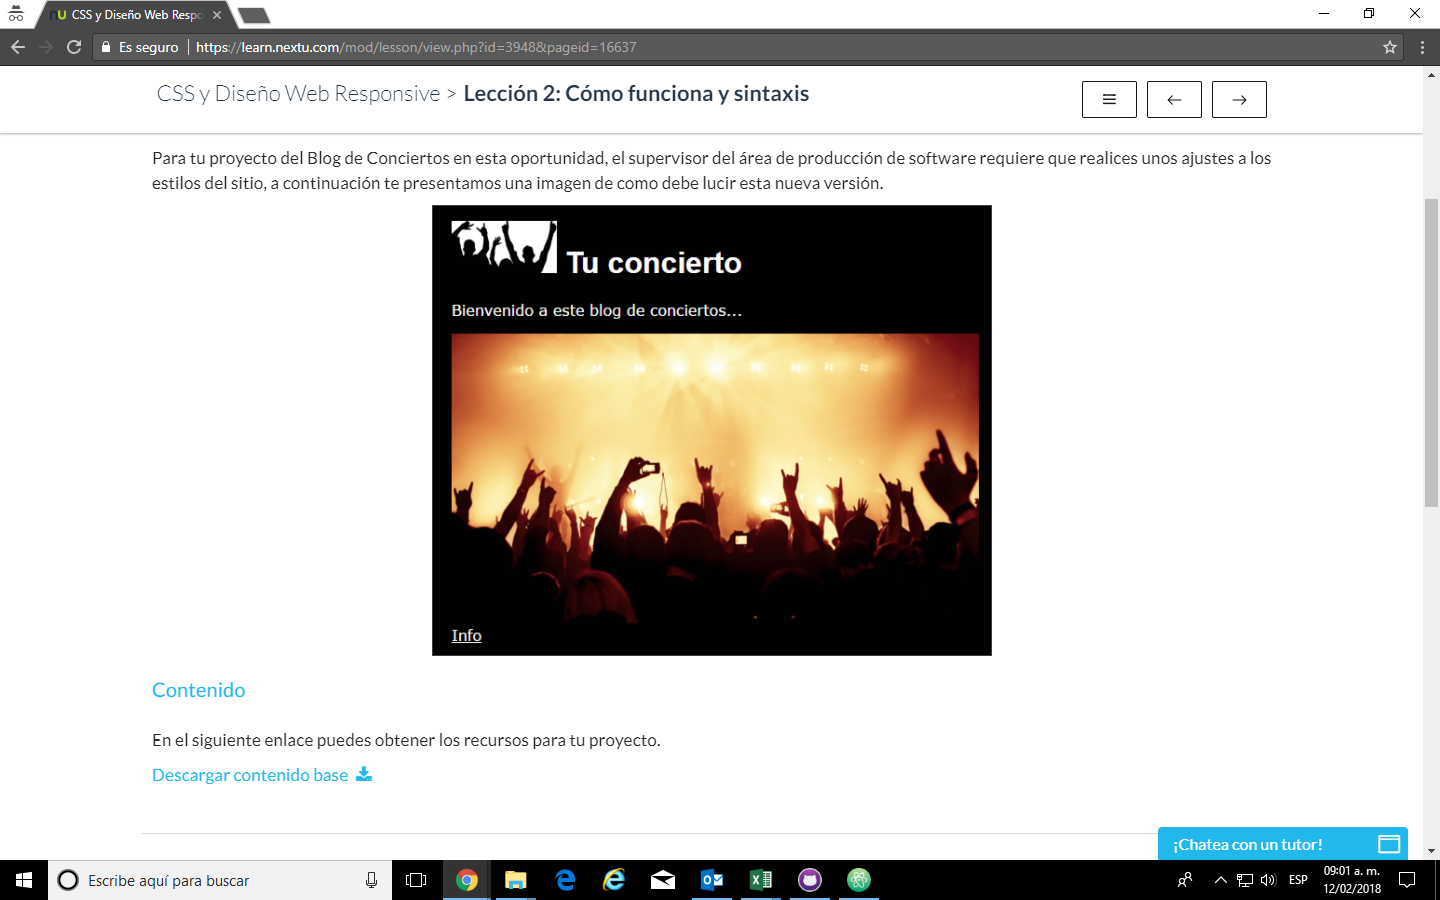 CSS y Diseño Web Respo
Es seguro
https://learn.nextu.com/mod/lesson/view.php?id=3948&pageid=16637
CSS y Diseño Web Responsive > Lección 2: Cómo funciona y sintaxis
Para tu proyecto del Blog de Conciertos en esta oportunidad, el supervisor del área de producción de software requiere que realices unos ajustes a los
estilos del sitio, a continuación te presentamos una imagen de como debe lucir esta nueva versión.
Tu concierto
Bienvenido a este blog de conciertos...
Info
Contenido
En el siguiente enlace puedes obtener los recursos para tu proyecto.
Descargar contenido base
¡Chatea con un tutor!
Escribe aquí para buscar
ESP
09:01 a. m.
12/02/2018